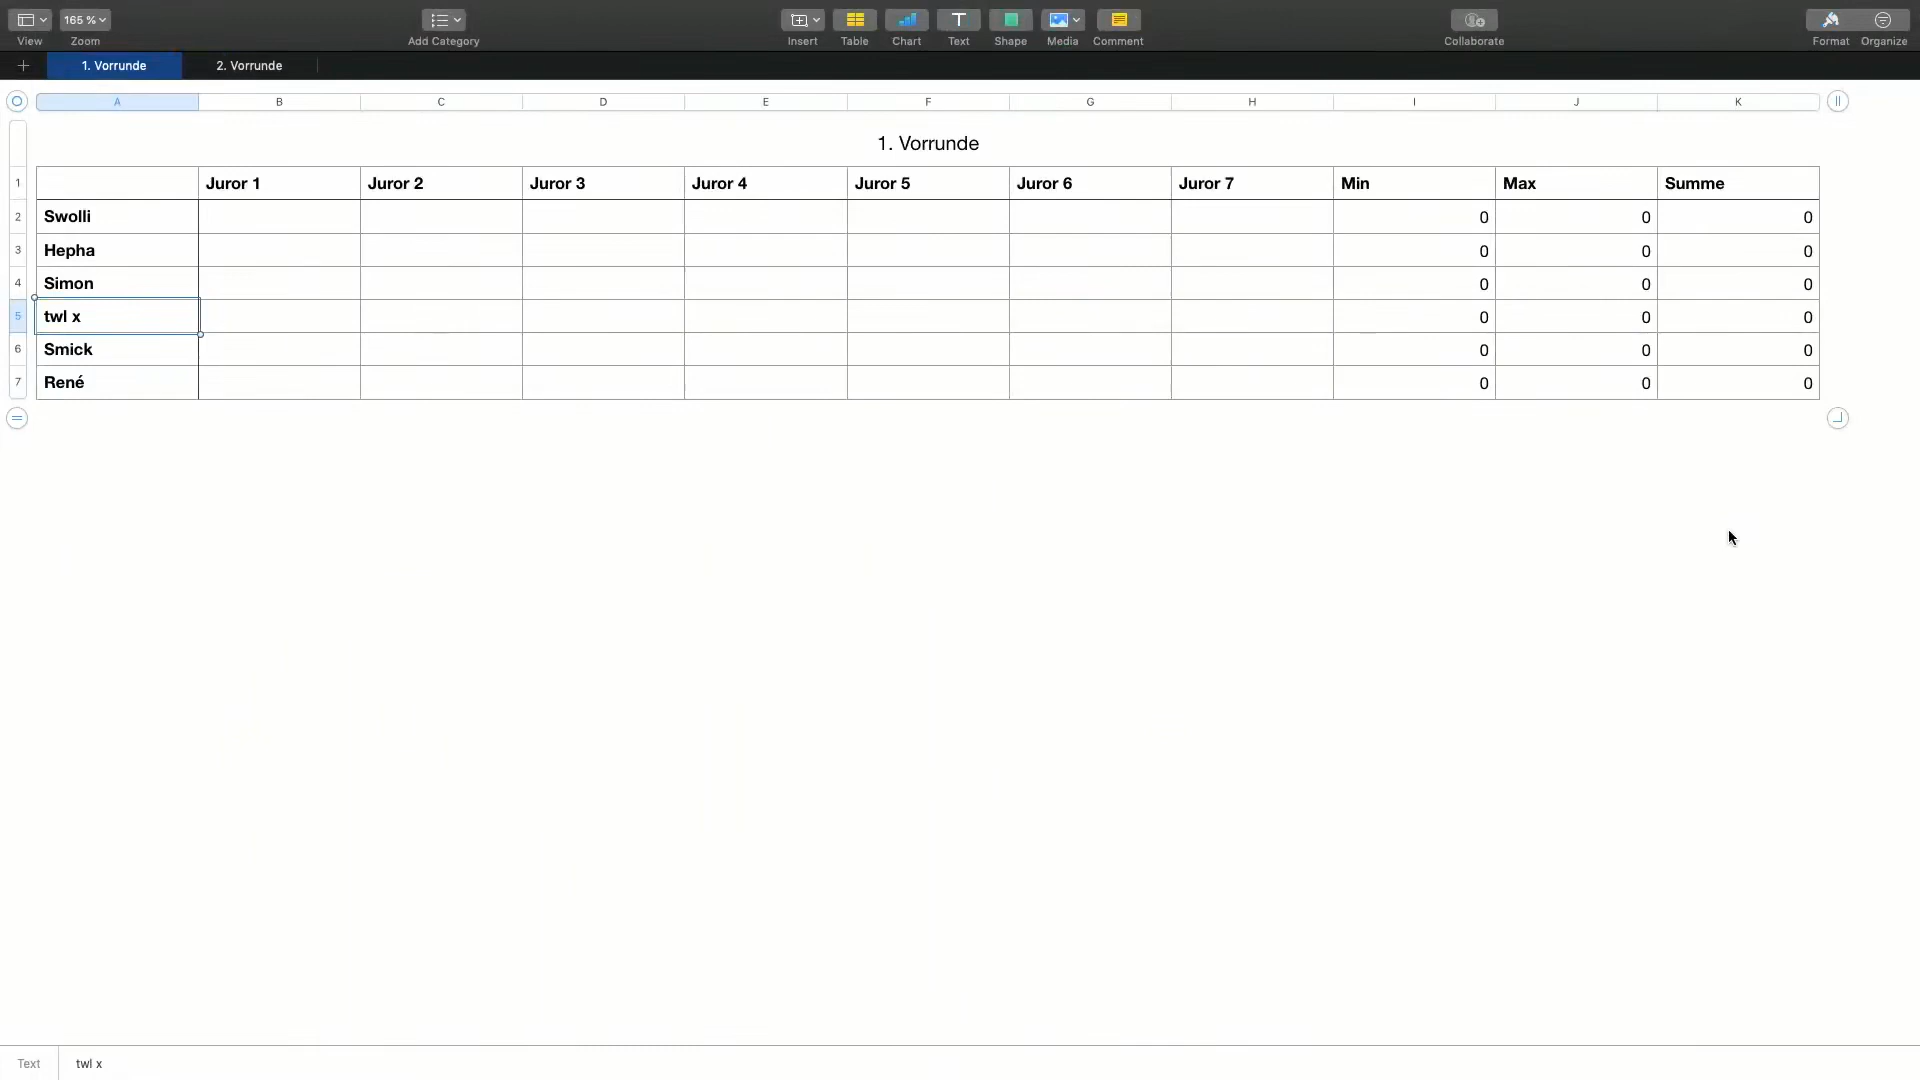 165 %
View Zoom Add Category Insert Table Chart Text Shape Media Comment Collaborate Format Organize
1. Vorrunde 2. Vorrunde
A B C D E F G H I J K
1. Vorrunde
1 Juror 1 Juror 2 Juror 3 Juror 4 Juror 5 Juror 6 Juror 7 Min Max Summe
2 Swolli 0 0 0
3 Hepha 0 0 0
4 Simon 0 0 0
5 twl x 0 0 0
6 Smick 0 0 0
7 René 0 0 0
Text twl x